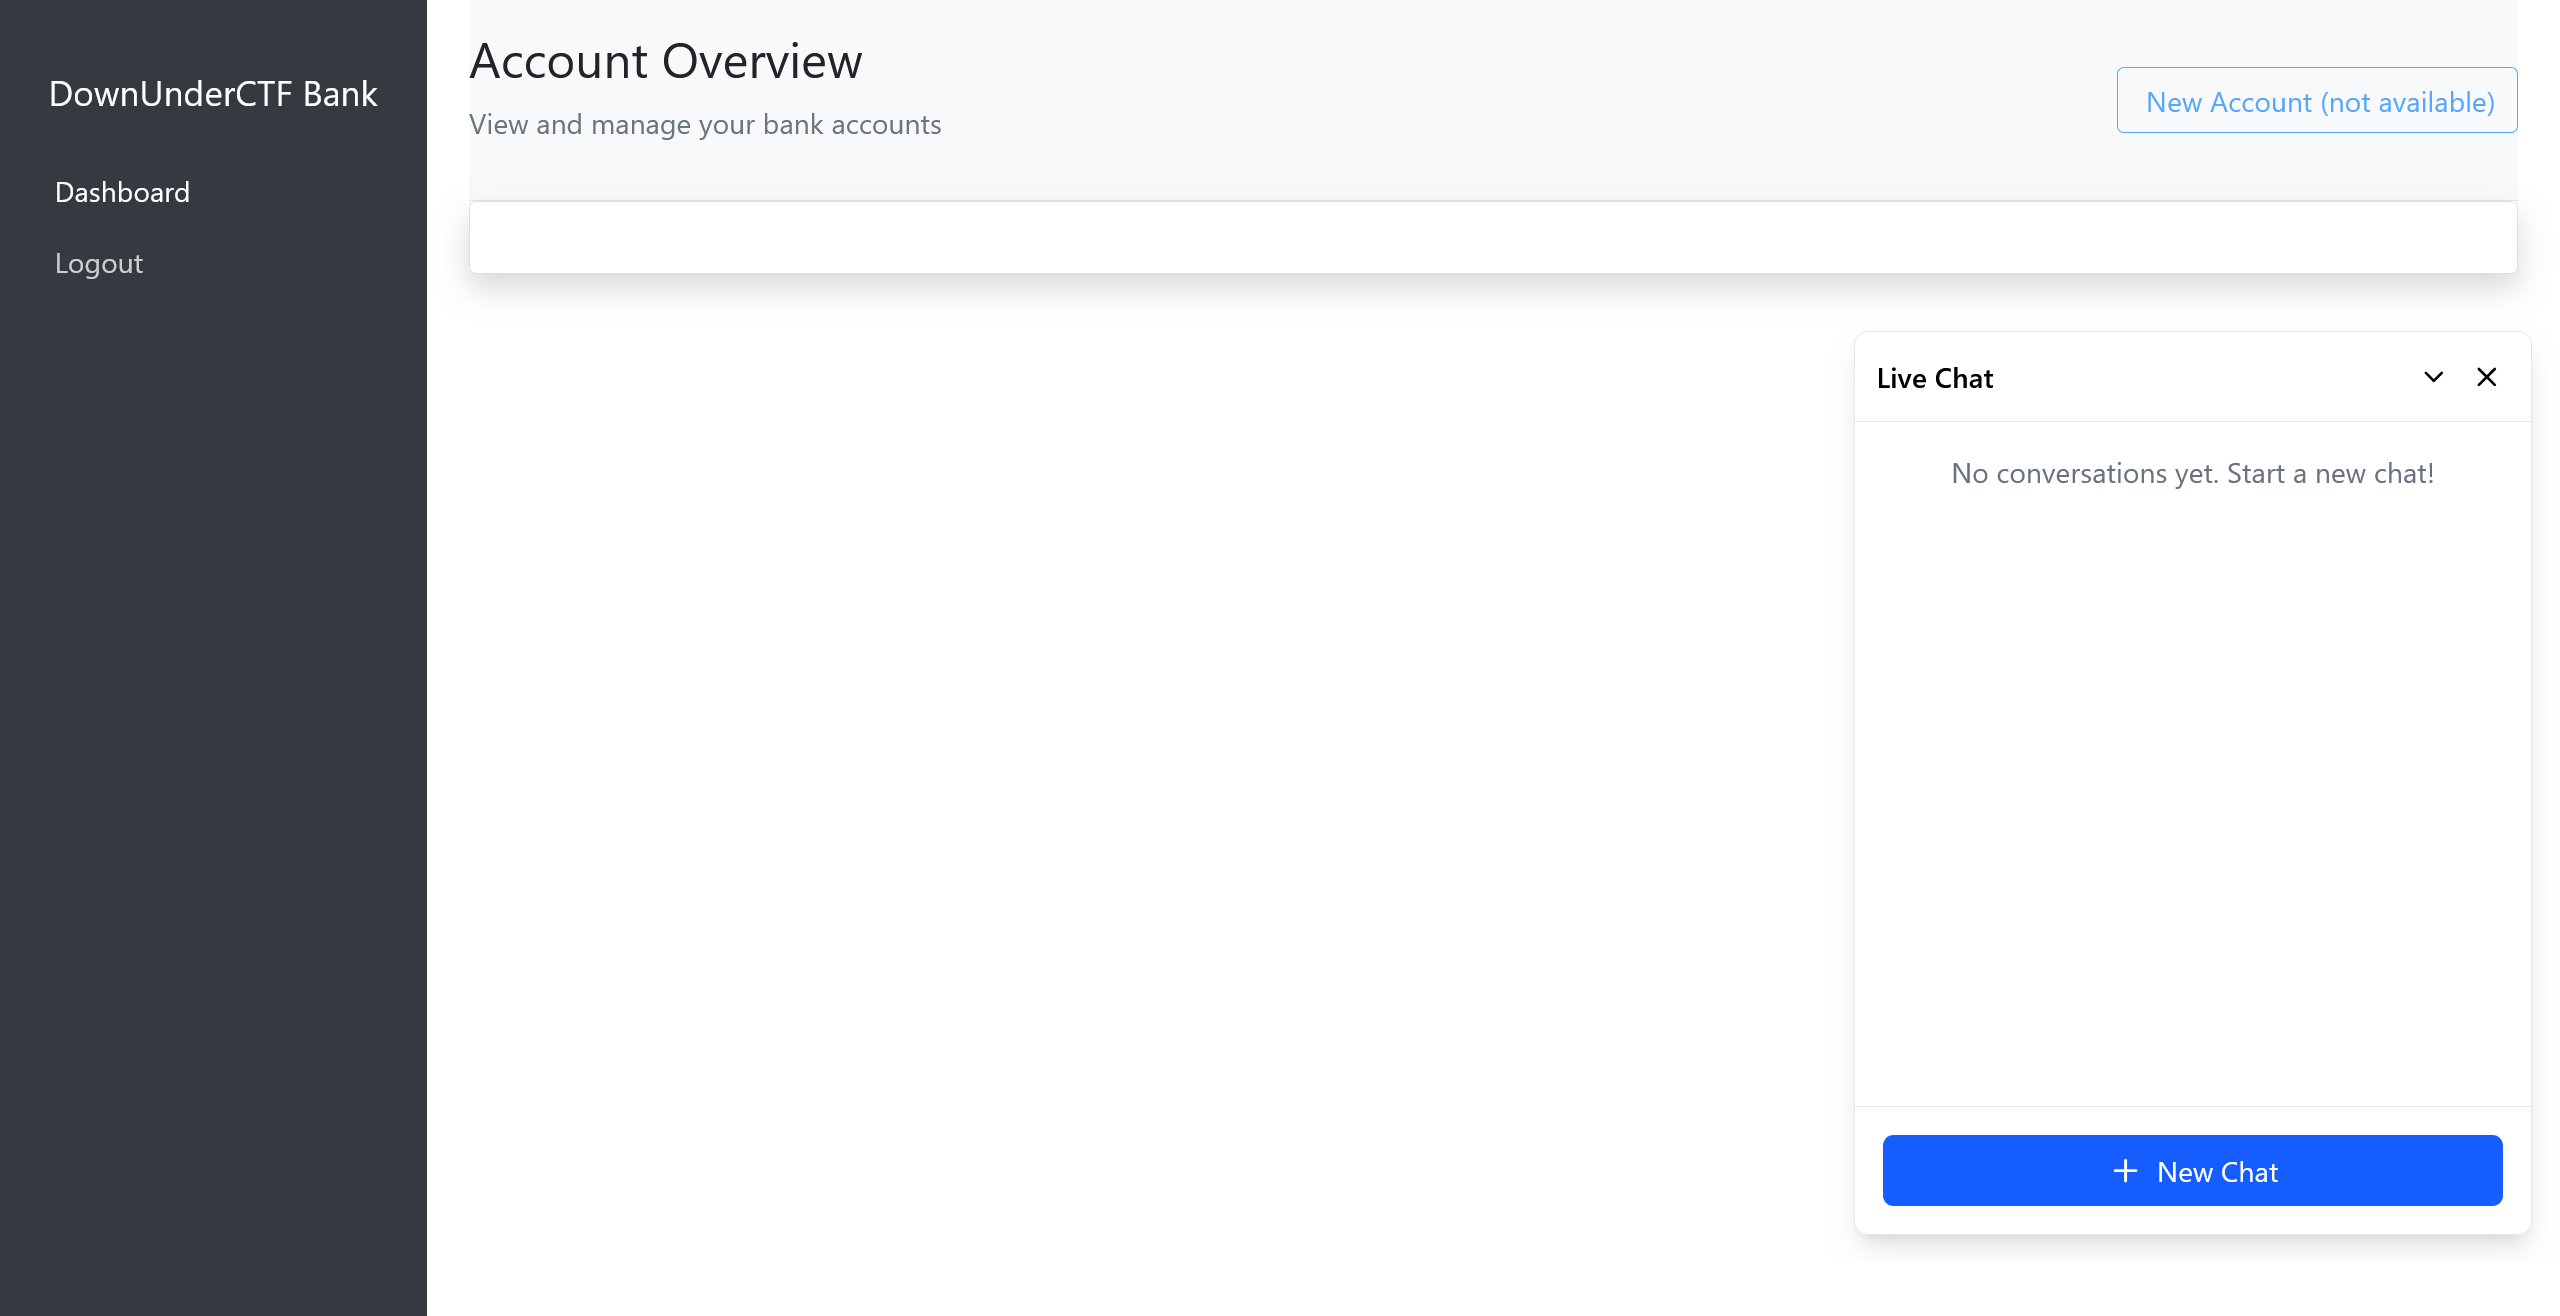 DownUnderCTF Bank
Dashboard
Logout
Account Overview
View and manage your bank accounts
New Account (not available)
Live Chat
No conversations yet. Start a new chat!
New Chat